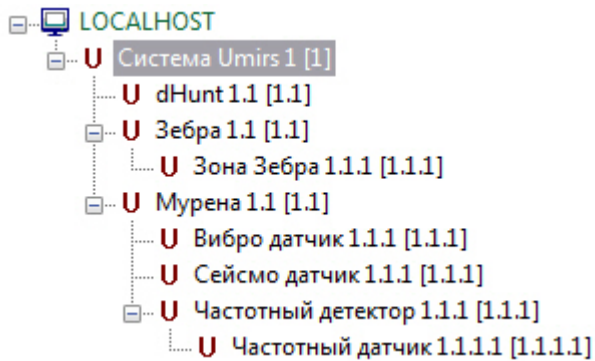 LOCALHOST
U Система Umirs 1 [1]
U dHunt 1.1 [1.1]
U Зебра 1.1 [1.1]
U Зона Зебра 1.1.1 [1.1.1]
U Мурена 1.1 [1.1]
U Вибро датчик 1.1.1 [1.1.1]
U Сейсмо датчик 1.1.1 [1.1.1]
U Частотный детектор 1.1.1 [1.1.1]
U Частотный датчик 1.1.1.1 [1.1.1.1]